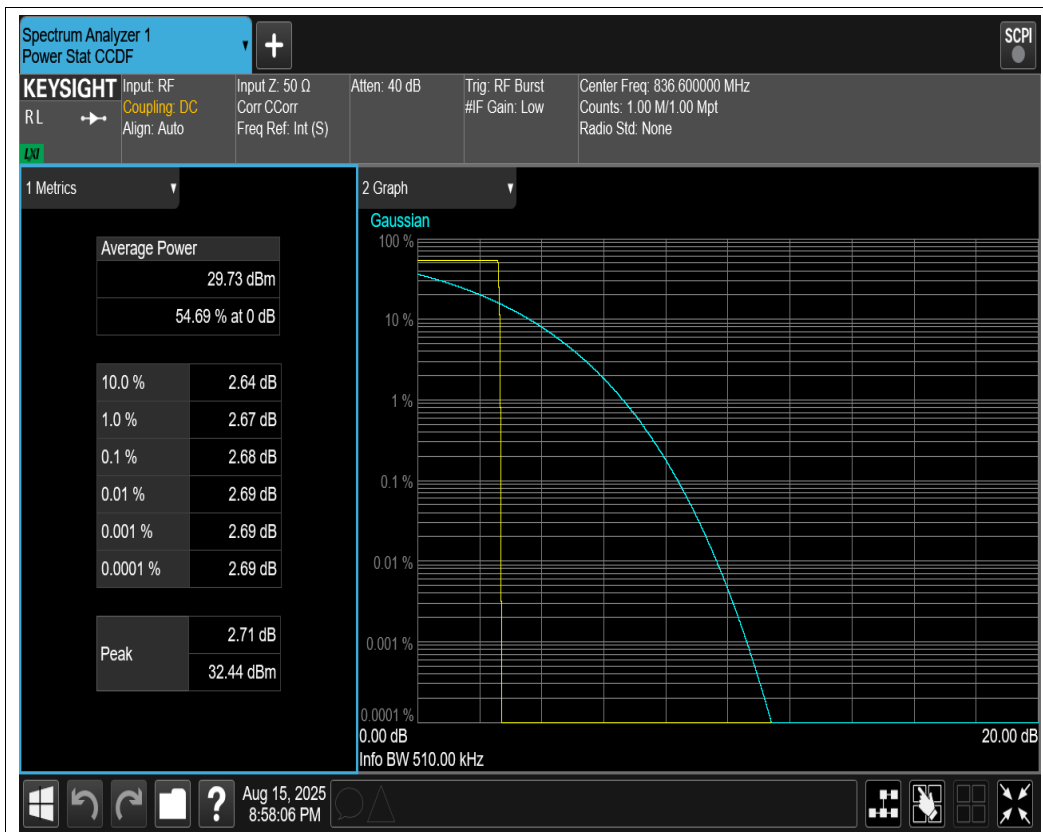 Spectrum Analyzer 1
Power Stat CCDF
▼
+
SCPI
KEYSIGHT
RL
LXI
Input: RF
Coupling: DC
Align: Auto
Input Z: 50 Ω
Corr CCorr
Freq Ref: Int (S)
Atten: 40 dB
Trig: RF Burst
#IF Gain: Low
Center Freq: 836.600000 MHz
Counts: 1.00 M/1.00 Mpt
Radio Std: None
1 Metrics ▼
Average Power
29.73 dBm
54.69 % at 0 dB
10.0 % 2.64 dB
1.0 % 2.67 dB
0.1 % 2.68 dB
0.01 % 2.69 dB
0.001 % 2.69 dB
0.0001 % 2.69 dB
Peak
2.71 dB
32.44 dBm
2 Graph ▼
Gaussian
100 %
10 %
1 %
0.1 %
0.01 %
0.001 %
0.0001 %
0.00 dB 20.00 dB
Info BW 510.00 kHz
?
Aug 15, 2025
8:58:06 PM